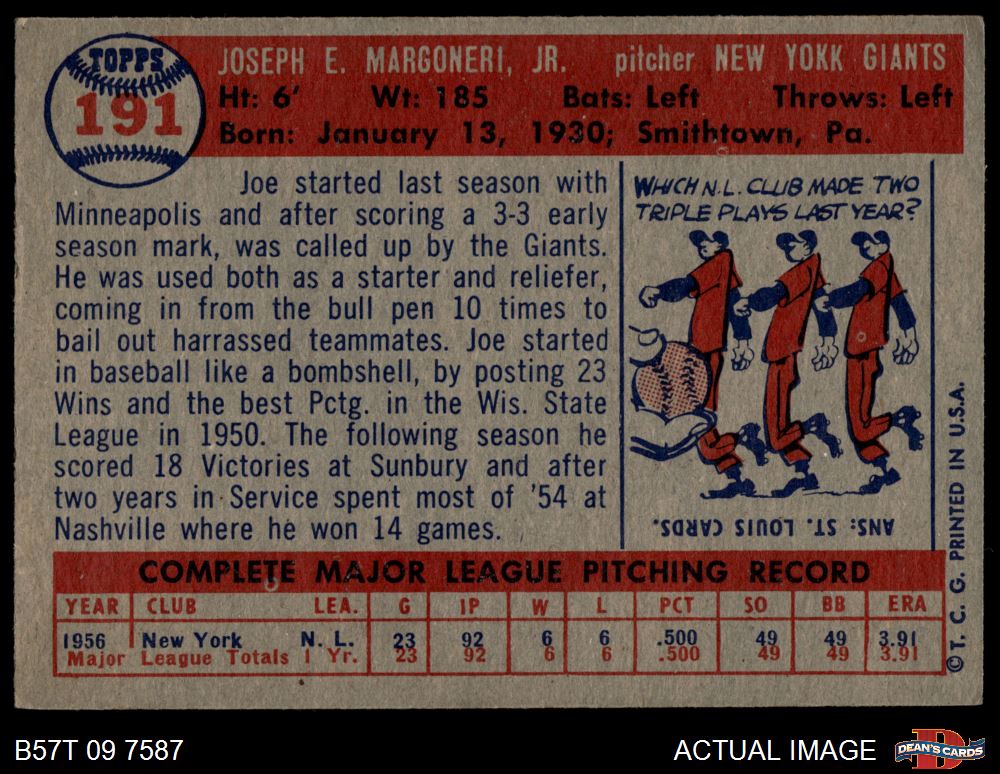 TOPPS
191
JOSEPH E. MARGONERI, JR. pitcher NEW YOKK GIANTS
Ht: 6' Wt: 185 Bats: Left Throws: Left
Born: January 13, 1930; Smithtown, Pa.
Joe started last season with
Minneapolis and after scoring a 3-3 early
season mark, was called up by the Giants.
He was used both as a starter and reliefer,
coming in from the bull pen 10 times to
bail out harrassed teammates. Joe started
in baseball like a bombshell, by posting 23
Wins and the best Pctg. in the Wis. State
League in 1950. The following season he
scored 18 Victories at Sunbury and after
two years in Service spent most of '54 at
Nashville where he won 14 games.
WHICH N.L. CLUB MADE TWO
TRIPLE PLAYS LAST YEAR?
ANS: ST. LOUIS CARDS.
COMPLETE MAJOR LEAGUE PITCHING RECORD
YEAR CLUB LEA. G IP W L PCT SO BB ERA
1956 New York N. L. 23 92 6 6 .500 49 49 3.91
Major League Totals 1 Yr. 23 92 6 6 .500 49 49 3.91
© T. C. G. PRINTED IN U.S.A.
B57T 09 7587
ACTUAL IMAGE
D
DEAN'S CARDS